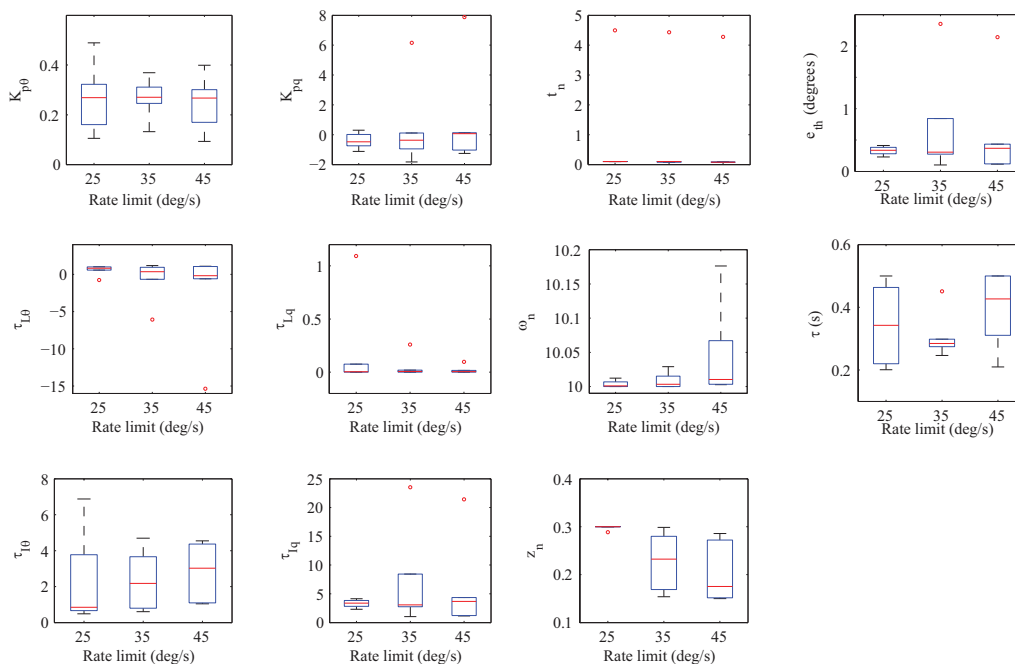 K_pθ
0.4
0.2
0
25 35 45
Rate limit (deg/s)
K_pq
8
6
4
2
0
−2
25 35 45
Rate limit (deg/s)
t_n
5
4
3
2
1
0
25 35 45
Rate limit (deg/s)
e_th (degrees)
2
1
0
25 35 45
Rate limit (deg/s)
τ_Lθ
0
−5
−10
−15
25 35 45
Rate limit (deg/s)
τ_Lq
1
0.5
0
25 35 45
Rate limit (deg/s)
ω_n
10.2
10.15
10.1
10.05
10
25 35 45
Rate limit (deg/s)
τ (s)
0.6
0.4
0.2
25 35 45
Rate limit (deg/s)
τ_Iθ
8
6
4
2
0
25 35 45
Rate limit (deg/s)
τ_Iq
25
20
15
10
5
0
25 35 45
Rate limit (deg/s)
z_n
0.4
0.3
0.2
0.1
25 35 45
Rate limit (deg/s)